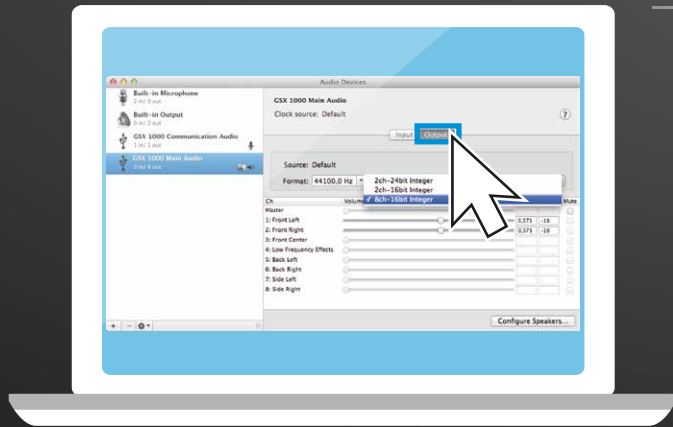 Audio Devices
Built-in Microphone
2 in/ 0 out
Built-in Output
0 in/ 2 out
GSX 1000 Communication Audio
1 in/ 2 out
GSX 1000 Main Audio
0 in/ 8 out
GSX 1000 Main Audio
Clock source: Default
?
Input Output
Source: Default
Format: 44100,0 Hz
2ch-24bit Integer
2ch-16bit Integer
✓ 8ch-16bit Integer
Ch Volume Mute
Master
1: Front Left 0,573 -18
2: Front Right 0,573 -18
3: Front Center
4: Low Frequency Effects
5: Back Left
6: Back Right
7: Side Left
8: Side Right
Configure Speakers...